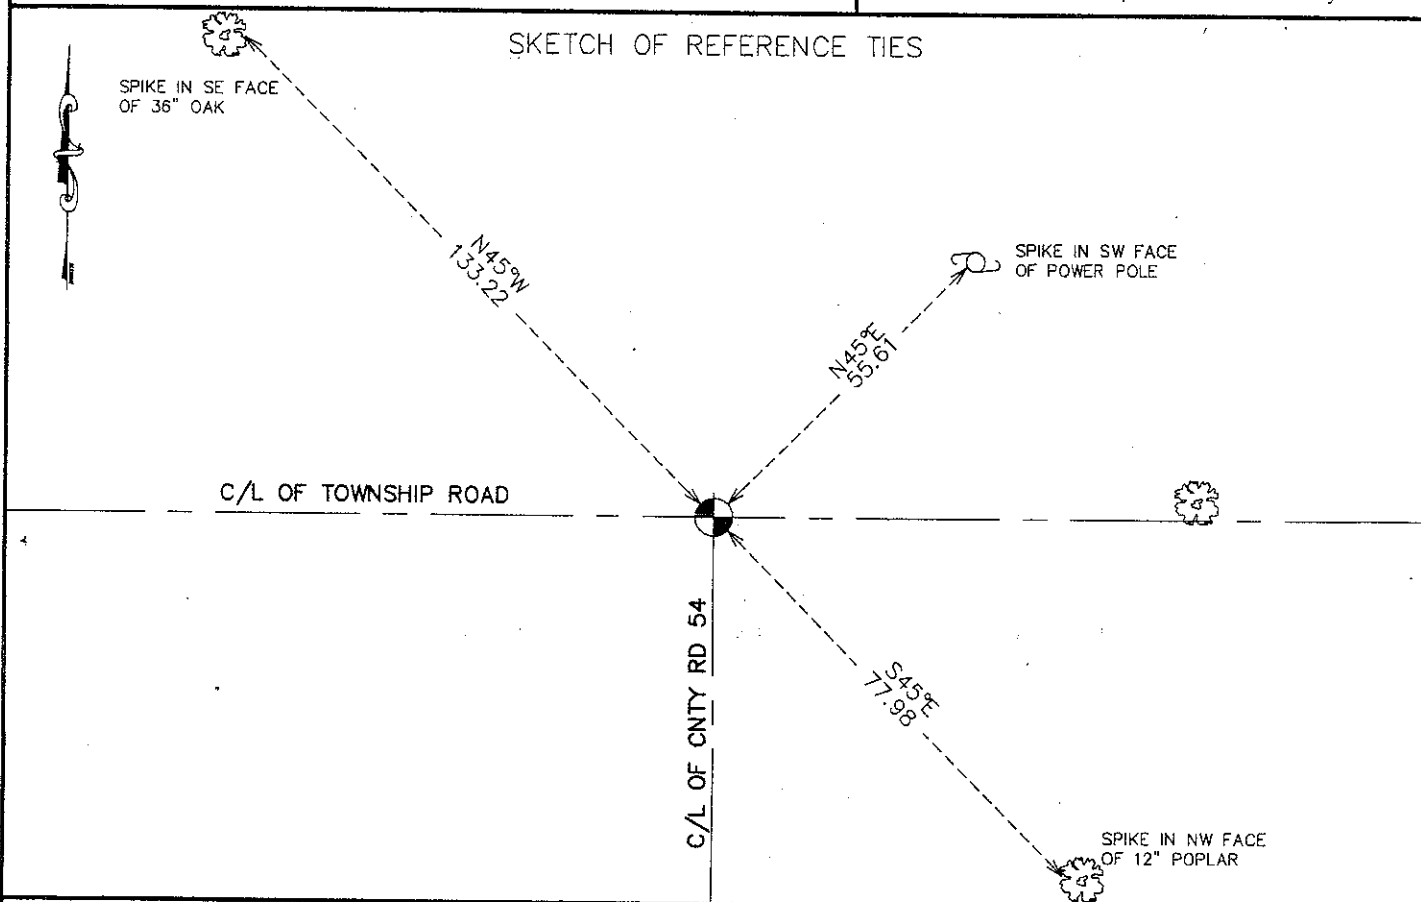 SKETCH OF REFERENCE TIES
SPIKE IN SE FACE
OF 36" OAK
N45°W
133.22
SPIKE IN SW FACE
OF POWER POLE
N45°E
55.61
C/L OF TOWNSHIP ROAD
C/L OF CNTY RD 54
S45°E
77.98
SPIKE IN NW FACE
OF 12" POPLAR